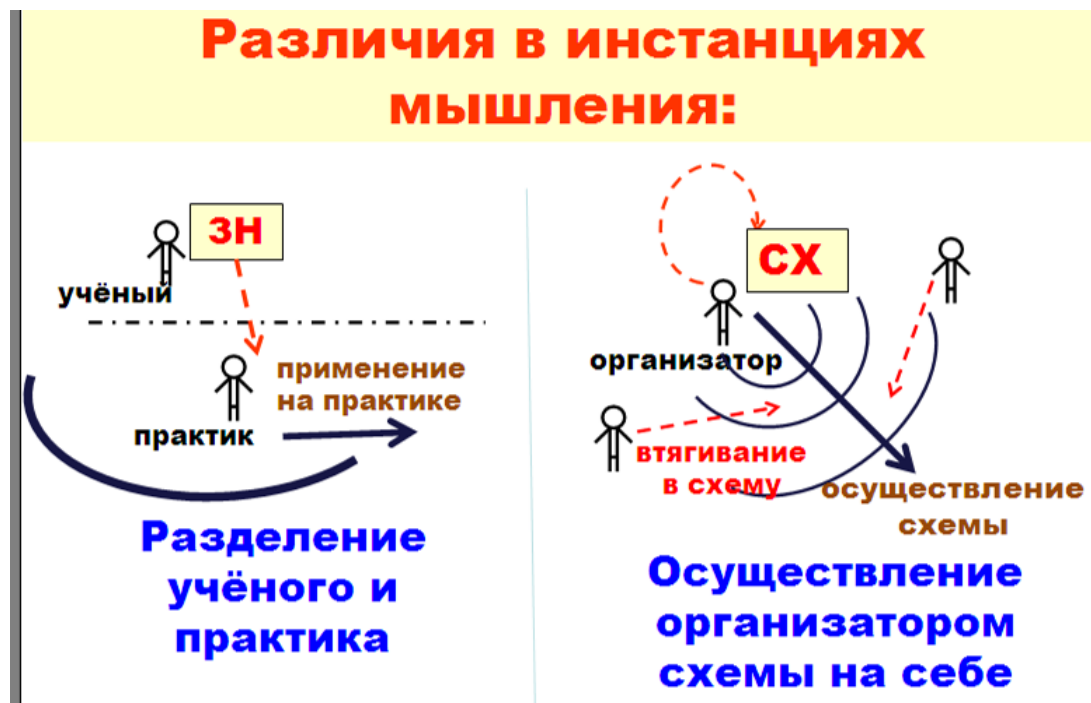 Различия в инстанциях
мышления:
ЗН
учёный
применение
на практике
практик
Разделение
учёного и
практика
СХ
организатор
втягивание
в схему
осуществление
схемы
Осуществление
организатором
схемы на себе